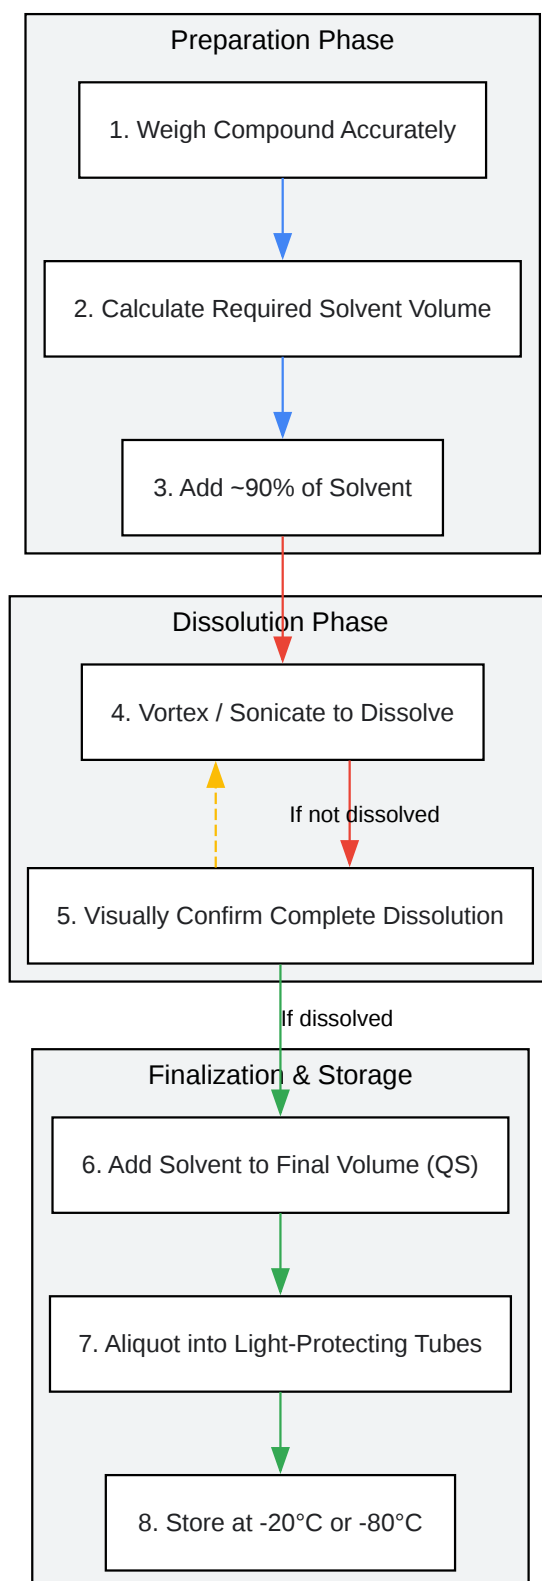 Preparation Phase
1. Weigh Compound Accurately
2. Calculate Required Solvent Volume
3. Add ~90% of Solvent
Dissolution Phase
4. Vortex / Sonicate to Dissolve
If not dissolved
5. Visually Confirm Complete Dissolution
If dissolved
Finalization & Storage
6. Add Solvent to Final Volume (QS)
7. Aliquot into Light-Protecting Tubes
8. Store at -20°C or -80°C